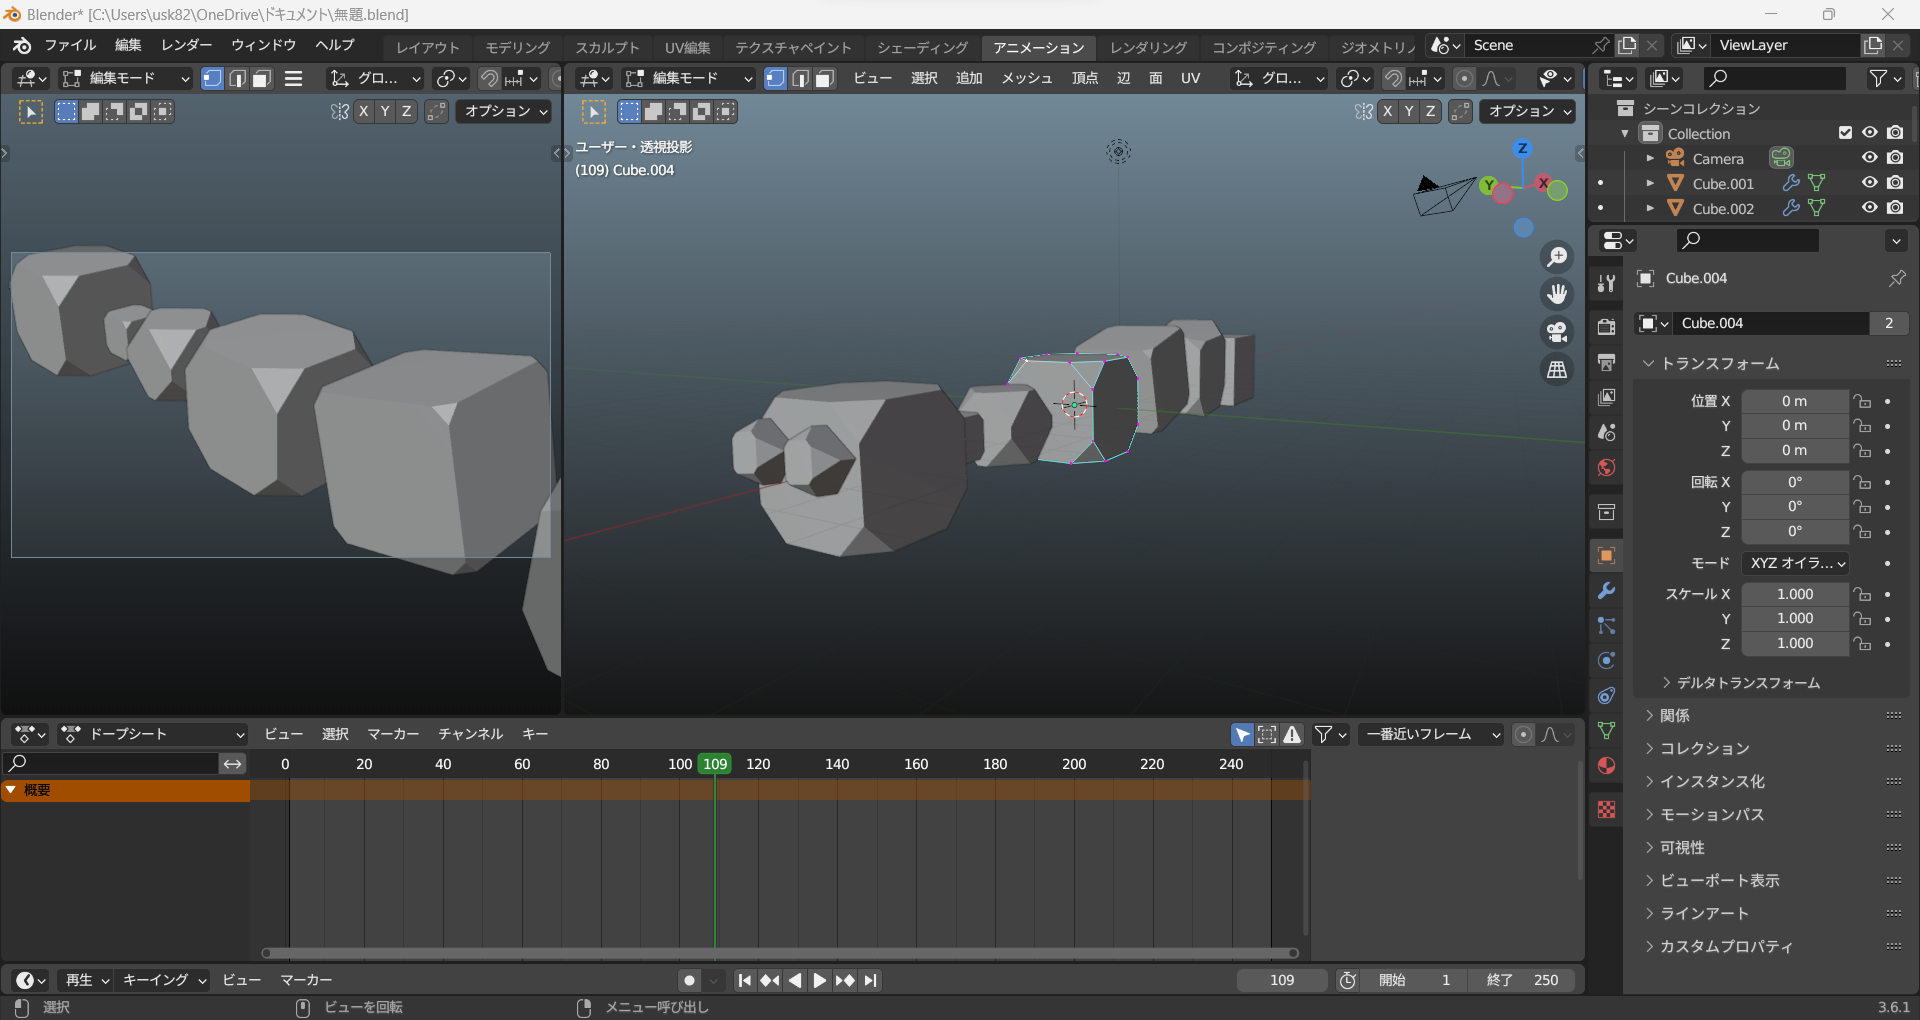 Blender* [C:\Users\usk82\OneDrive\ドキュメント\無題.blend]
ファイル 編集 レンダー ウィンドウ ヘルプ レイアウト モデリング スカルプト UV編集 テクスチャペイント シェーディング アニメーション レンダリング コンポジティング ジオメトリノ Scene ViewLayer
編集モード グロ... 編集モード ビュー 選択 追加 メッシュ 頂点 辺 面 UV グロ...
X Y Z オプション X Y Z オプション
シーンコレクション
Collection
Camera
Cube.001
Cube.002
ユーザー・透視投影
(109) Cube.004
Z
Y
X
Cube.004
Cube.004 2
トランスフォーム
位置 X 0 m
Y 0 m
Z 0 m
回転 X 0°
Y 0°
Z 0°
モード XYZ オイラ...
スケール X 1.000
Y 1.000
Z 1.000
デルタトランスフォーム
関係
コレクション
インスタンス化
モーションパス
可視性
ビューポート表示
ラインアート
カスタムプロパティ
ドープシート ビュー 選択 マーカー チャンネル キー 一番近いフレーム
0 20 40 60 80 100 109 120 140 160 180 200 220 240
概要
再生 キーイング ビュー マーカー 109 開始 1 終了 250
選択 ビューを回転 メニュー呼び出し 3.6.1